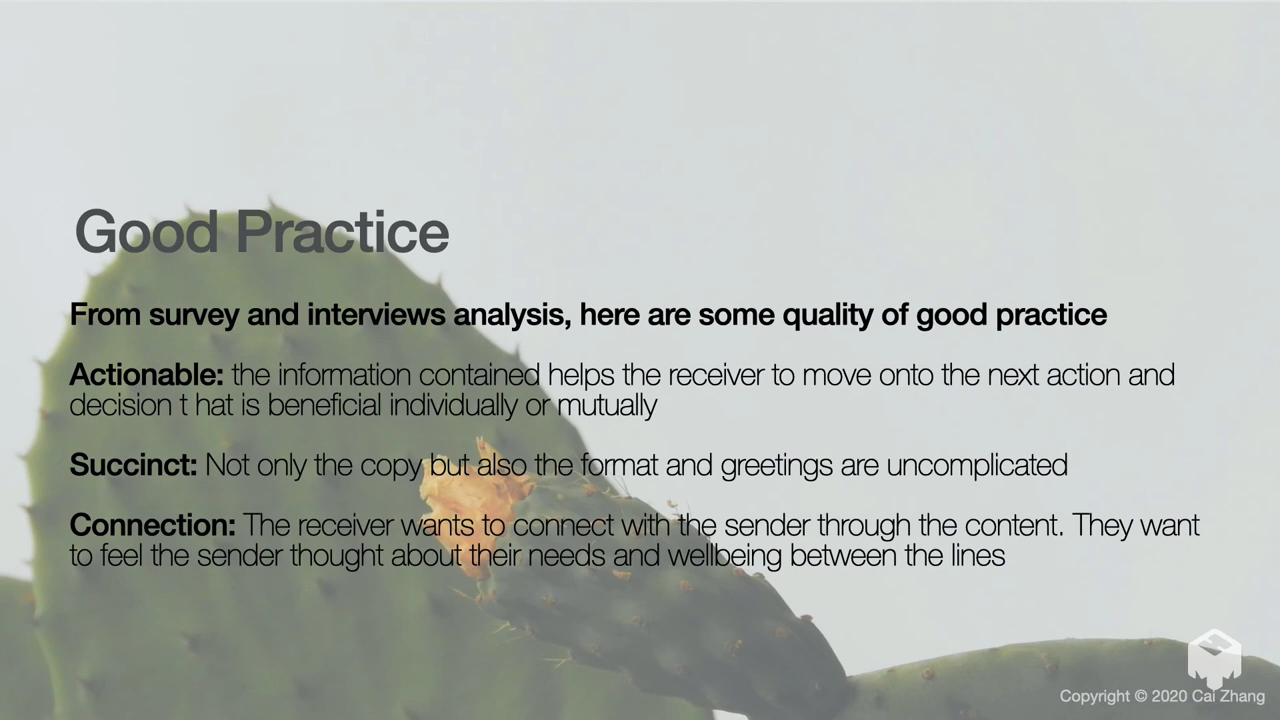 Good Practice
From survey and interviews analysis, here are some quality of good practice
Actionable: the information contained helps the receiver to move onto the next action and
decision t hat is beneficial individually or mutually
Succinct: Not only the copy but also the format and greetings are uncomplicated
Connection: The receiver wants to connect with the sender through the content. They want
to feel the sender thought about their needs and wellbeing between the lines
Copyright © 2020 Cai Zhang